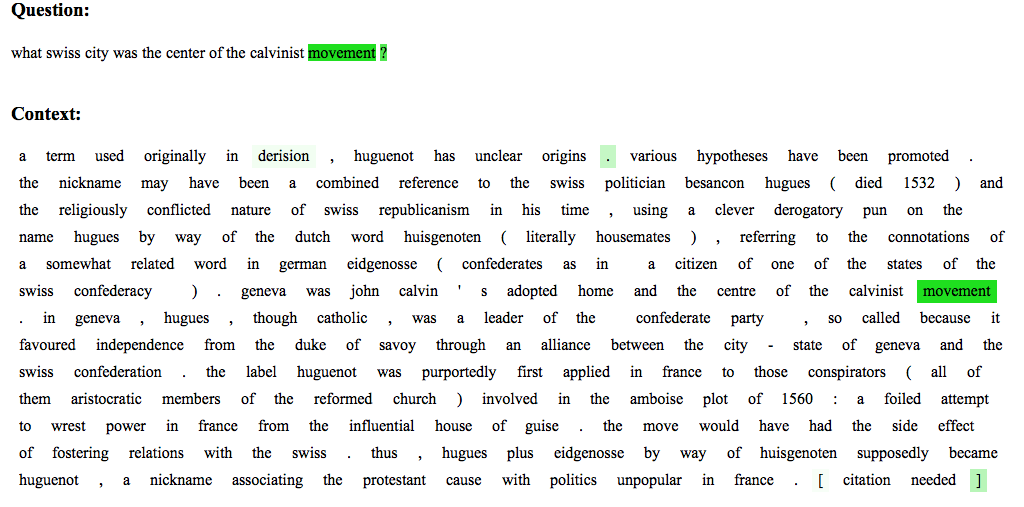 Question:
what swiss city was the center of the calvinist movement ?
Context:
a term used originally in derision , huguenot has unclear origins . various hypotheses have been promoted .
the nickname may have been a combined reference to the swiss politician besancon hugues ( died 1532 ) and
the religiously conflicted nature of swiss republicanism in his time , using a clever derogatory pun on the
name hugues by way of the dutch word huisgenoten ( literally housemates ) , referring to the connotations of
a somewhat related word in german eidgenosse ( confederates as in a citizen of one of the states of the
swiss confederacy ) . geneva was john calvin ' s adopted home and the centre of the calvinist movement
. in geneva , hugues , though catholic , was a leader of the confederate party , so called because it
favoured independence from the duke of savoy through an alliance between the city - state of geneva and the
swiss confederation . the label huguenot was purportedly first applied in france to those conspirators ( all of
them aristocratic members of the reformed church ) involved in the amboise plot of 1560 : a foiled attempt
to wrest power in france from the influential house of guise . the move would have had the side effect
of fostering relations with the swiss . thus , hugues plus eidgenosse by way of huisgenoten supposedly became
huguenot , a nickname associating the protestant cause with politics unpopular in france . [ citation needed ]